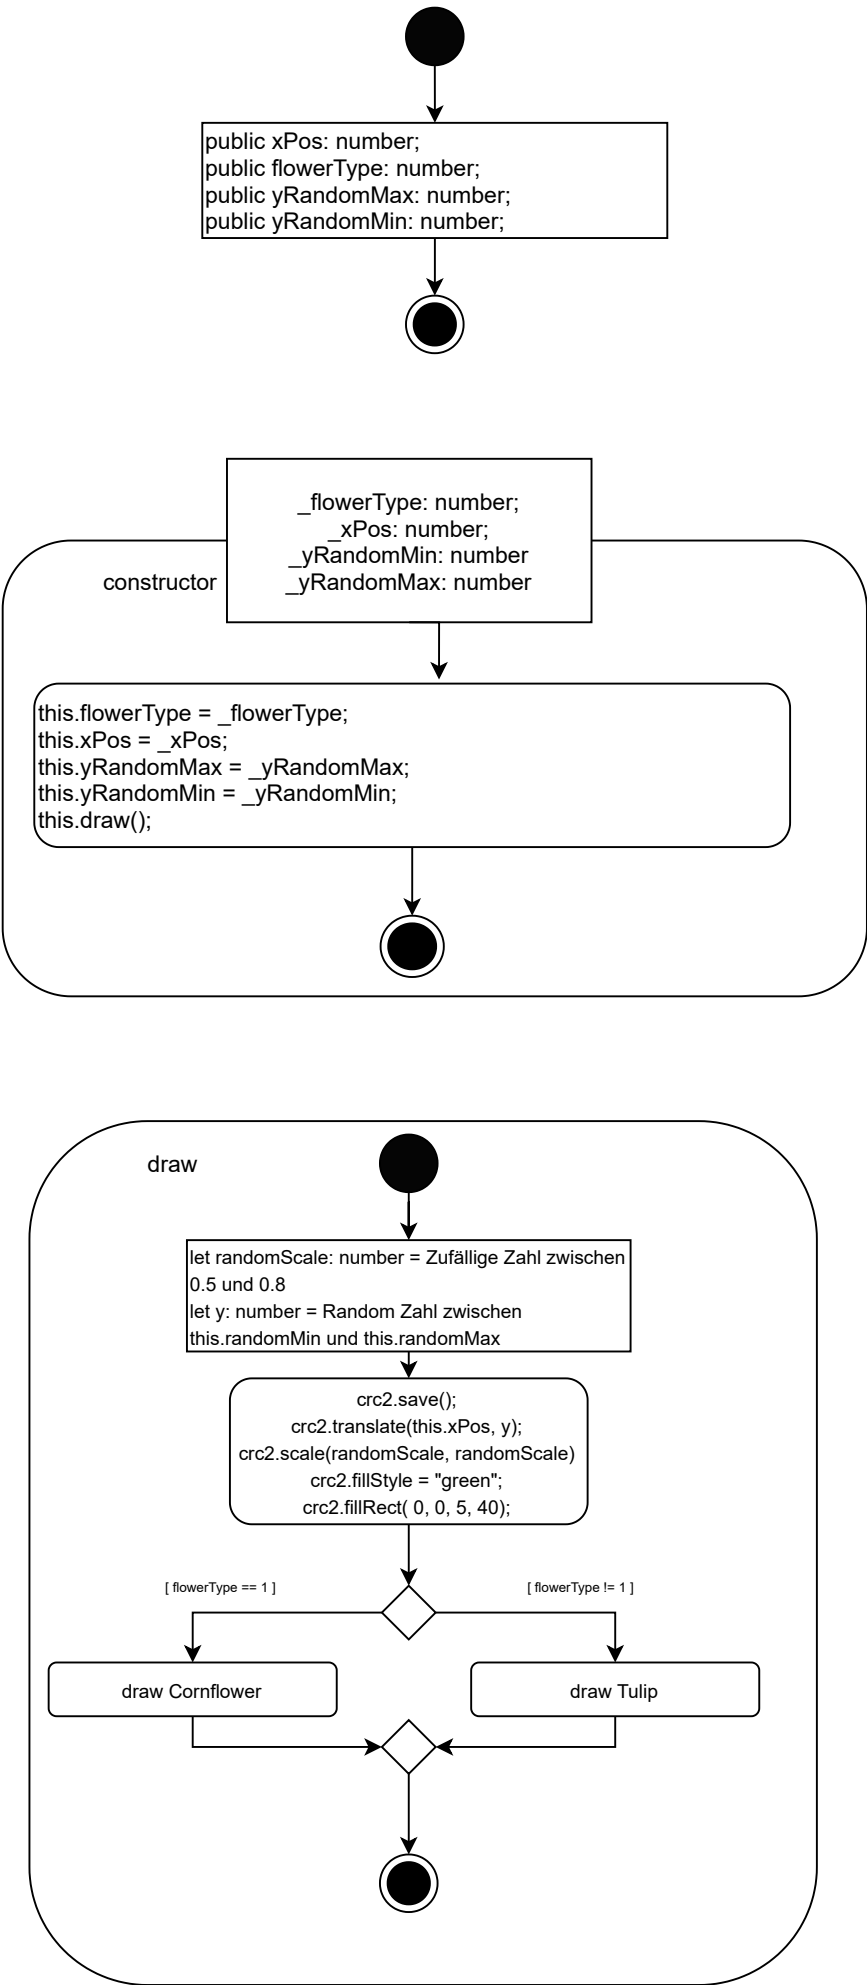 public xPos: number;
public flowerType: number;
public yRandomMax: number;
public yRandomMin: number;
_flowerType: number;
_xPos: number;
_yRandomMin: number
_yRandomMax: number
constructor
this.flowerType = _flowerType;
this.xPos = _xPos;
this.yRandomMax = _yRandomMax;
this.yRandomMin = _yRandomMin;
this.draw();
draw
let randomScale: number = Zufällige Zahl zwischen
0.5 und 0.8
let y: number = Random Zahl zwischen
this.randomMin und this.randomMax
crc2.save();
crc2.translate(this.xPos, y);
crc2.scale(randomScale, randomScale)
crc2.fillStyle = "green";
crc2.fillRect( 0, 0, 5, 40);
[ flowerType == 1 ]
[ flowerType != 1 ]
draw Cornflower
draw Tulip